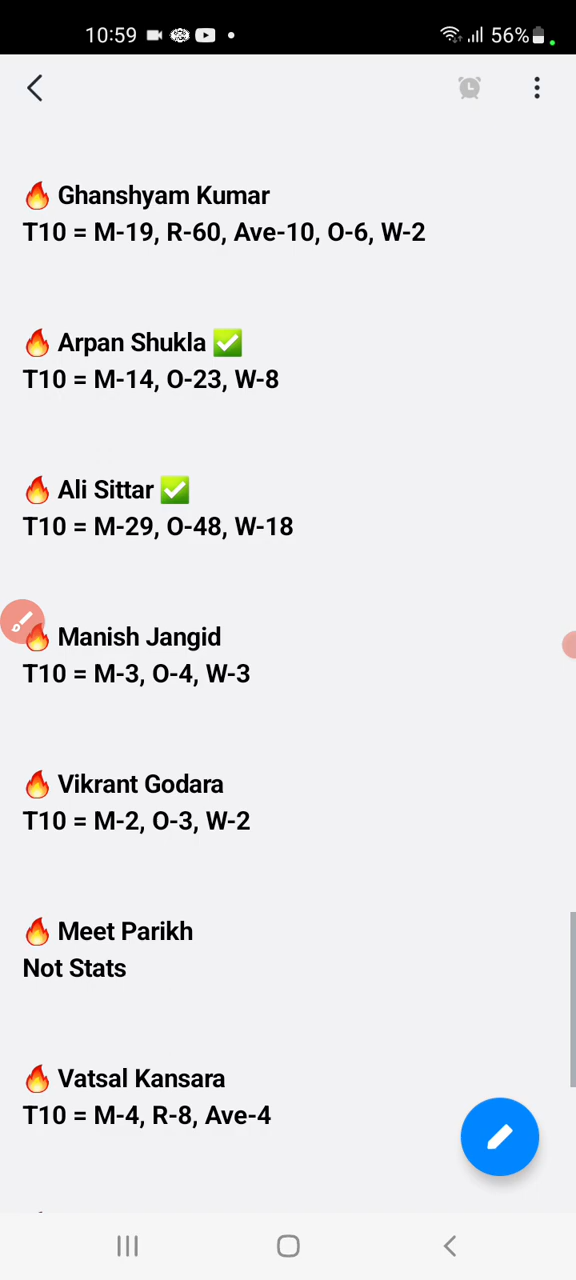 10:59 56%
🔥 Ghanshyam Kumar
T10 = M-19, R-60, Ave-10, O-6, W-2
🔥 Arpan Shukla ✅
T10 = M-14, O-23, W-8
🔥 Ali Sittar ✅
T10 = M-29, O-48, W-18
🔥 Manish Jangid
T10 = M-3, O-4, W-3
🔥 Vikrant Godara
T10 = M-2, O-3, W-2
🔥 Meet Parikh
Not Stats
🔥 Vatsal Kansara
T10 = M-4, R-8, Ave-4